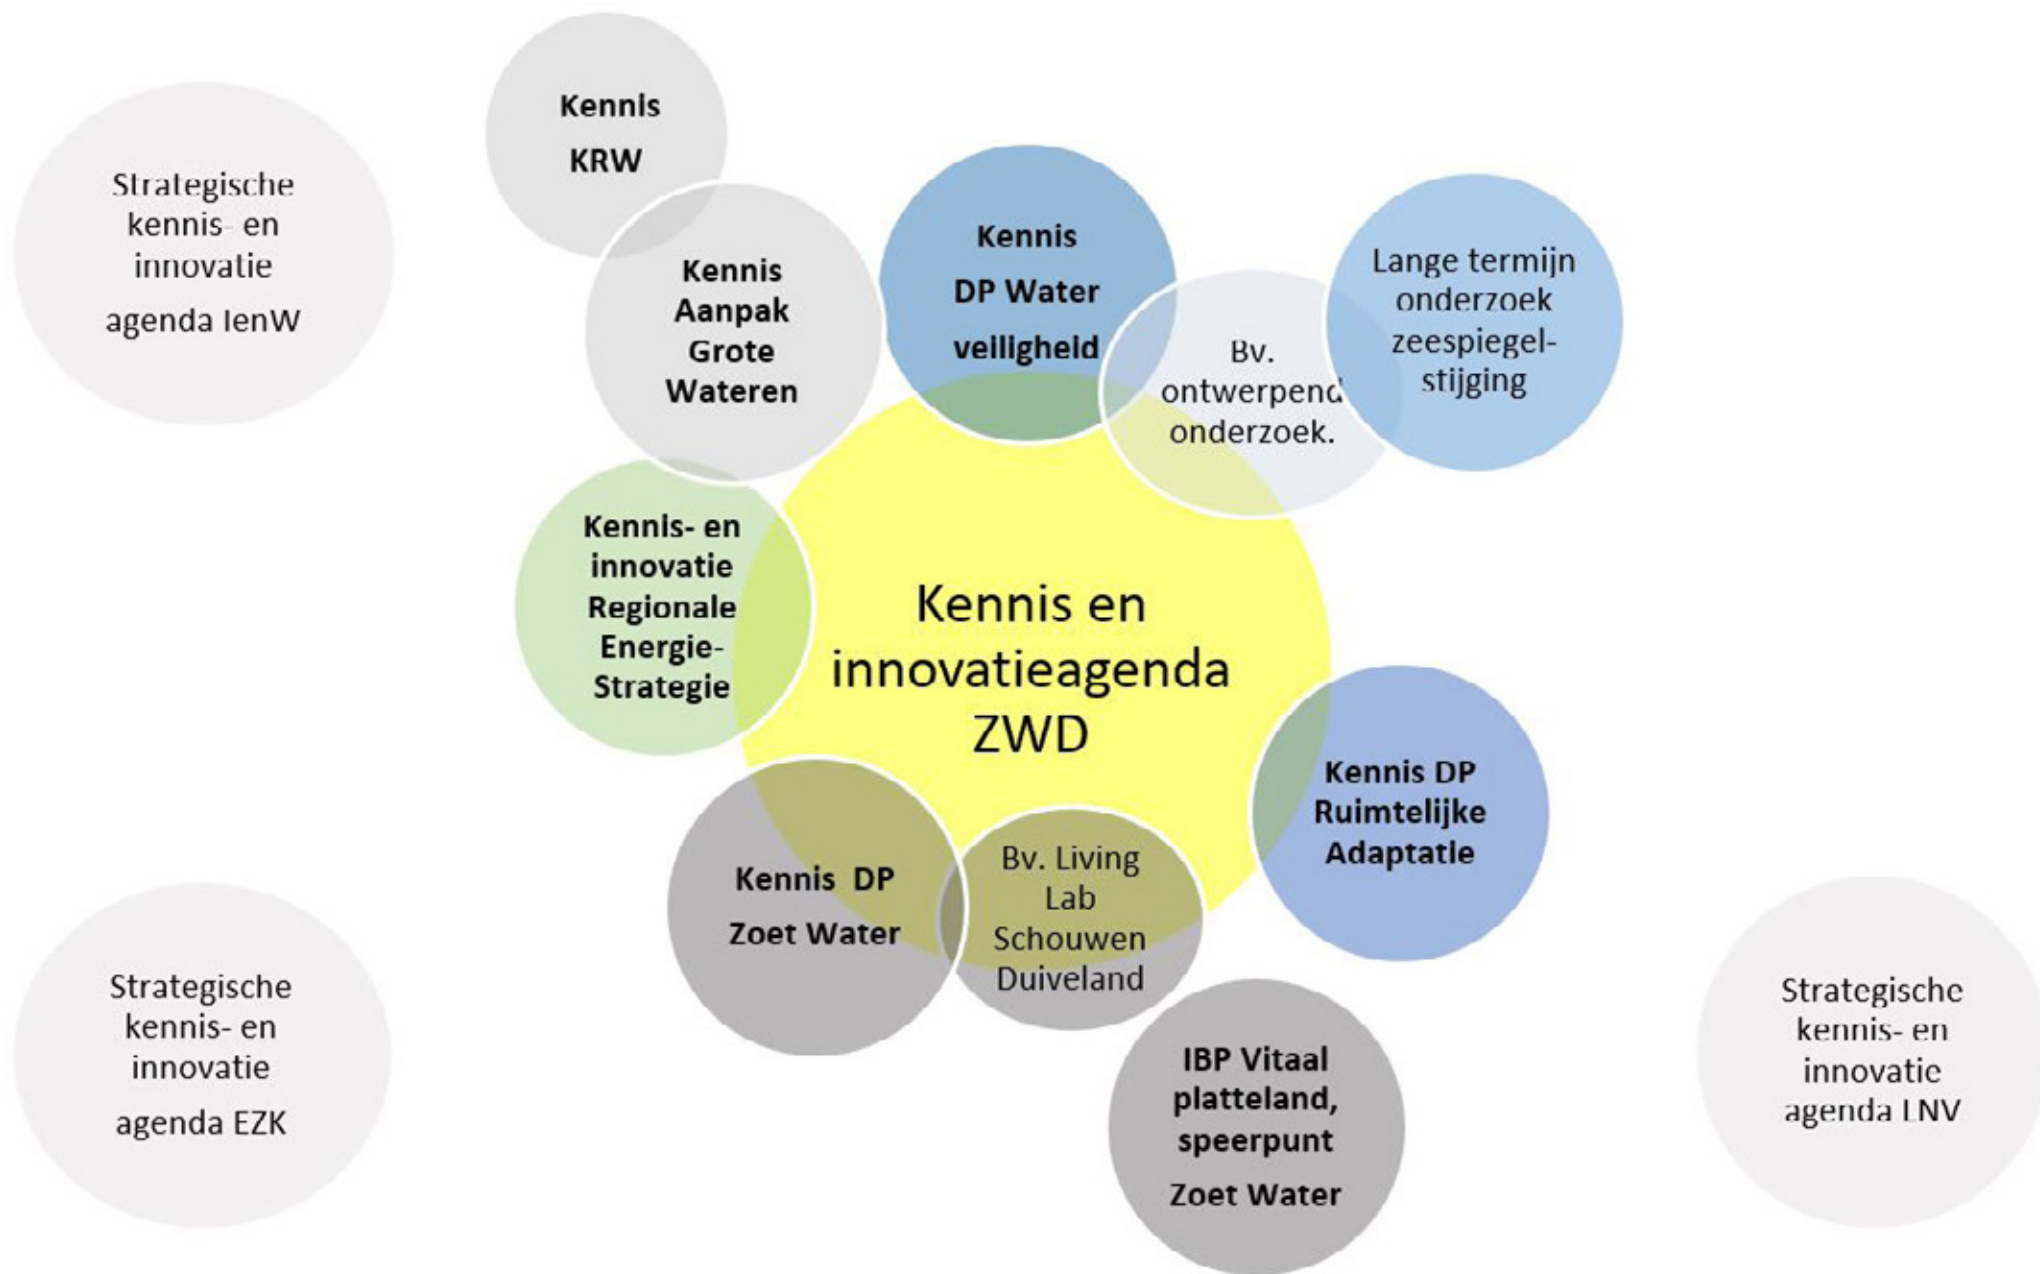 Kennis
KRW
Strategische
kennis- en
innovatie
agenda IenW
Kennis
Aanpak
Grote
Wateren
Kennis
DP Water
veiligheid
Bv.
ontwerpend
onderzoek.
Lange termijn
onderzoek
zeespiegel-
stijging
Kennis- en
innovatie
Regionale
Energie-
Strategie
Kennis en
innovatieagenda
ZWD
Kennis DP
Ruimtelijke
Adaptatie
Kennis DP
Zoet Water
Bv. Living
Lab
Schouwen
Duiveland
Strategische
kennis- en
innovatie
agenda EZK
IBP Vitaal
platteland,
speerpunt
Zoet Water
Strategische
kennis- en
innovatie
agenda LNV